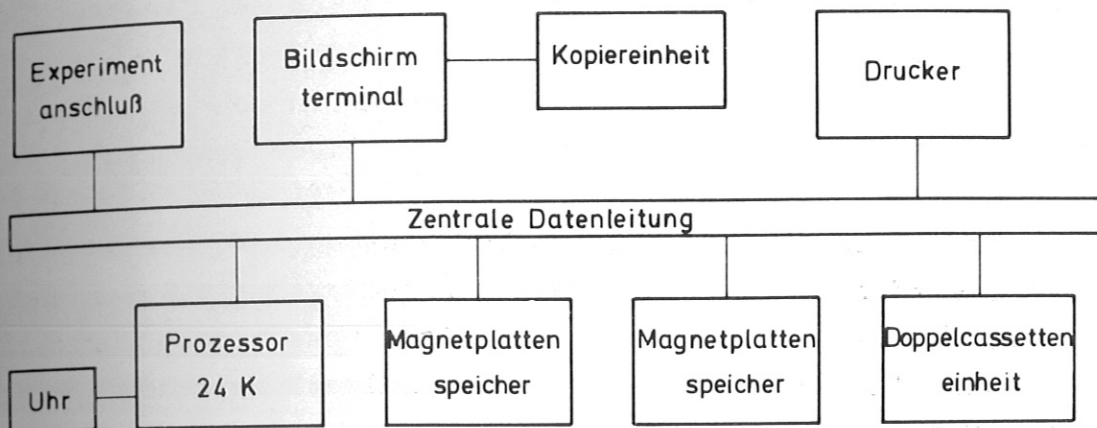 Experiment
anschluß
Bildschirm
terminal
Kopiereinheit
Drucker
Zentrale Datenleitung
Uhr
Prozessor
24 K
Magnetplatten
speicher
Magnetplatten
speicher
Doppelcassetten
einheit